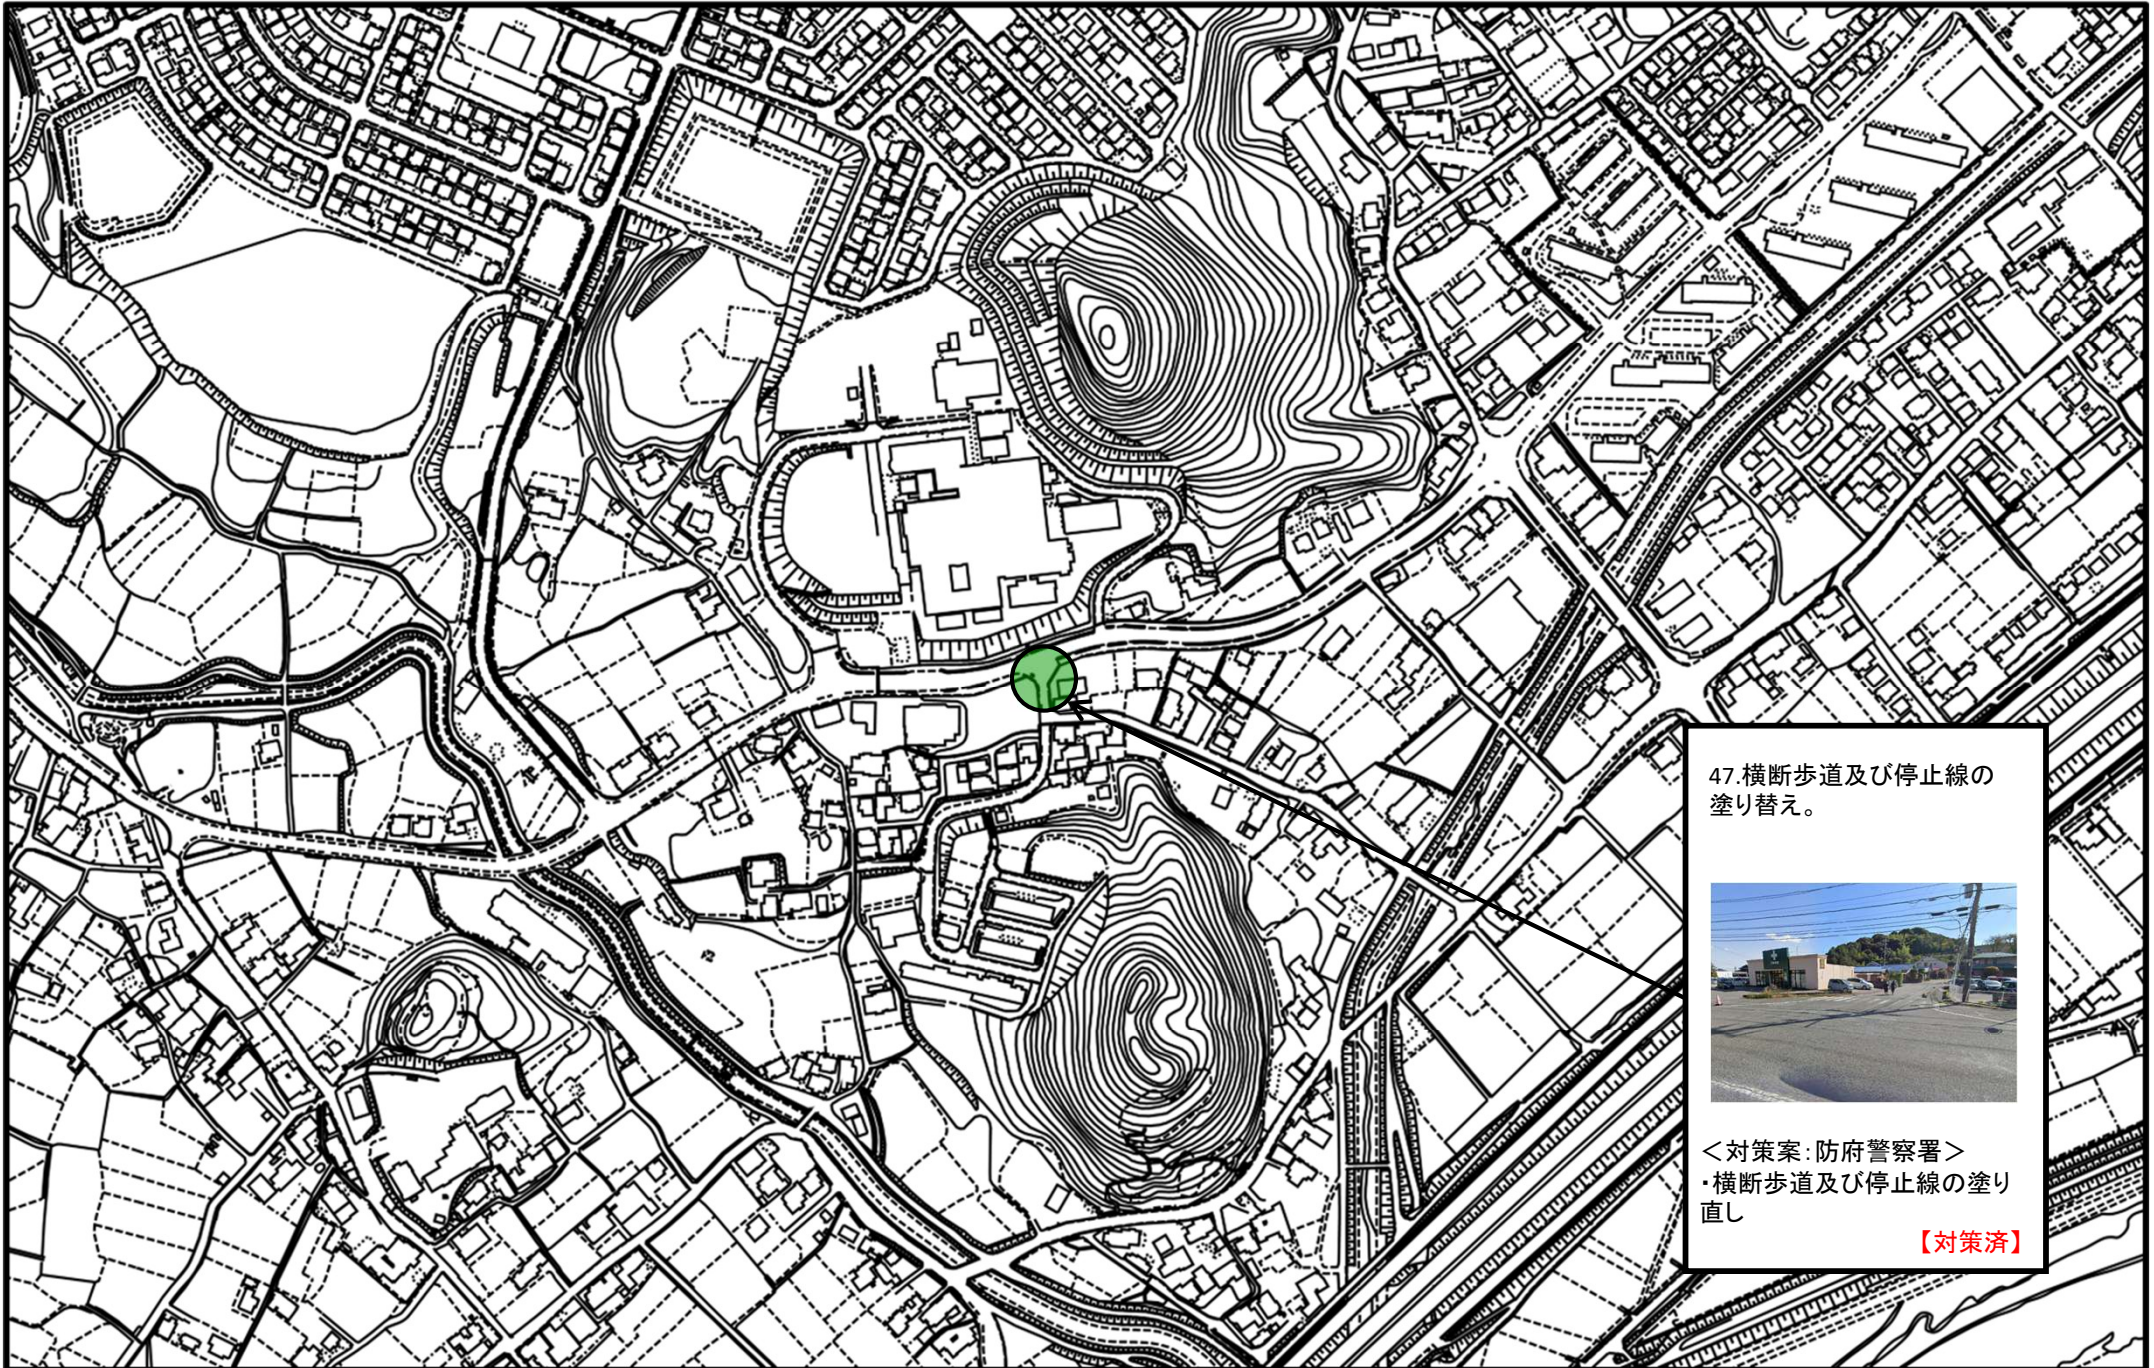 47.横断歩道及び停止線の
塗り替え。
＜対策案:防府警察署＞
・横断歩道及び停止線の塗り
直し
【対策済】